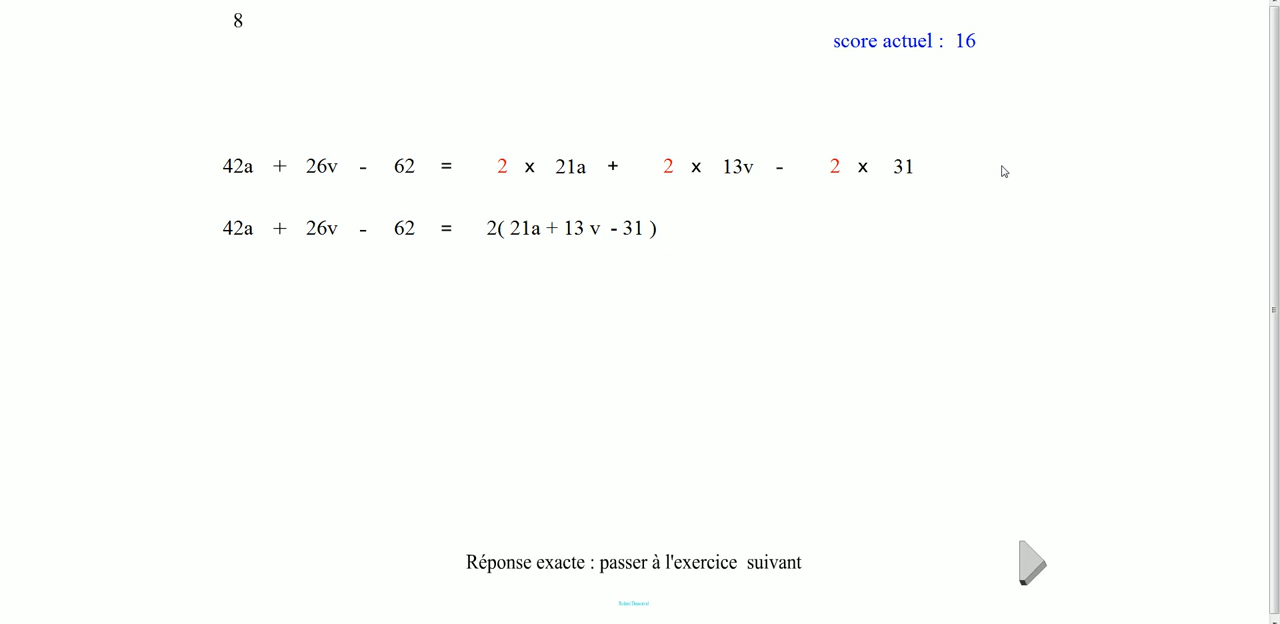 8
score actuel : 16
42a + 26v - 62 = 2 x 21a + 2 x 13v - 2 x 31
42a + 26v - 62 = 2( 21a + 13 v - 31 )
Réponse exacte : passer à l'exercice suivant